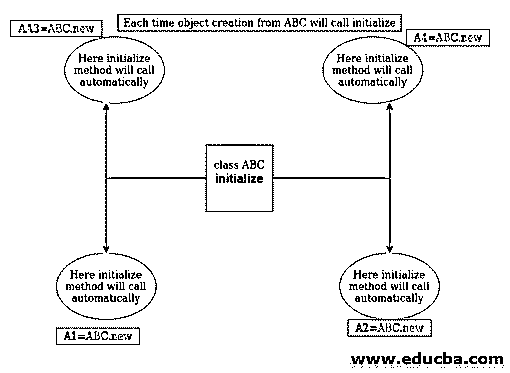 Each time object creation from ABC will call initialize
AA3=ABC.new
A4=ABC.new
Here initialize
method will call
automatically
Here initialize
method will call
automatically
class ABC
initialize
Here initialize
method will call
automatically
Here initialize
method will call
automatically
A1=ABC.new
A2=ABC.new
www.educba.com